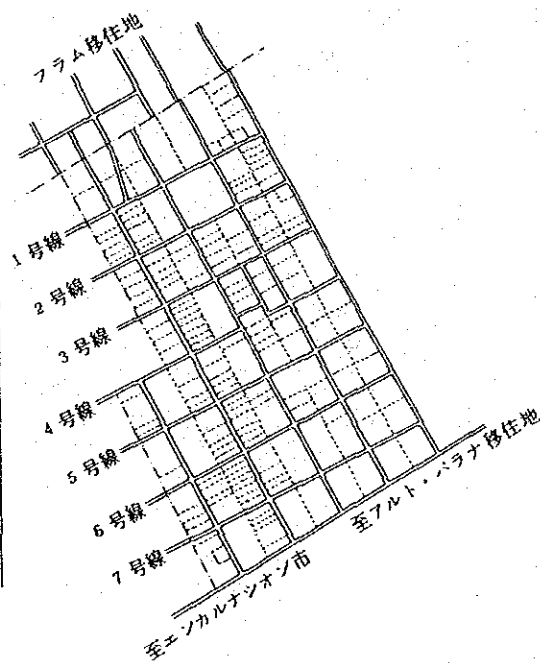 フラム移住地
1号線
2号線
3号線
4号線
5号線
6号線
7号線
至エンカルナシオン市
至アルト・パラナ移住地